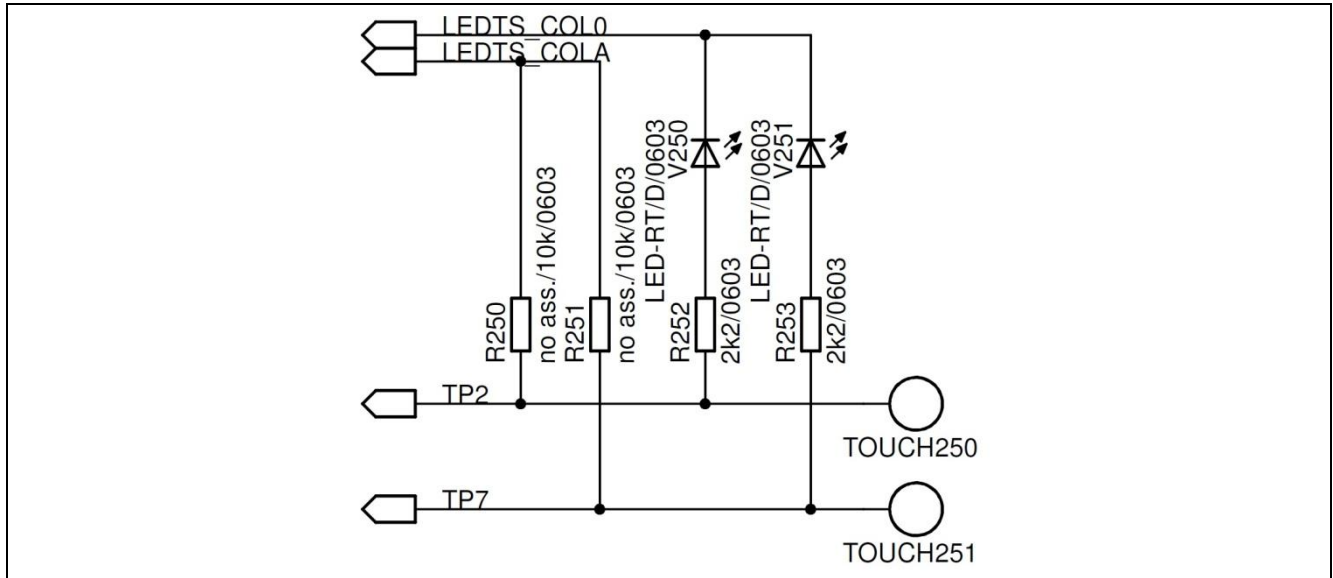 LEDTS_COL0
LEDTS_COLA
R250
no ass./10k/0603
R251
no ass./10k/0603
LED-RT/D/0603
V250
R252
2k2/0603
LED-RT/D/0603
V251
R253
2k2/0603
TP2
TOUCH250
TP7
TOUCH251